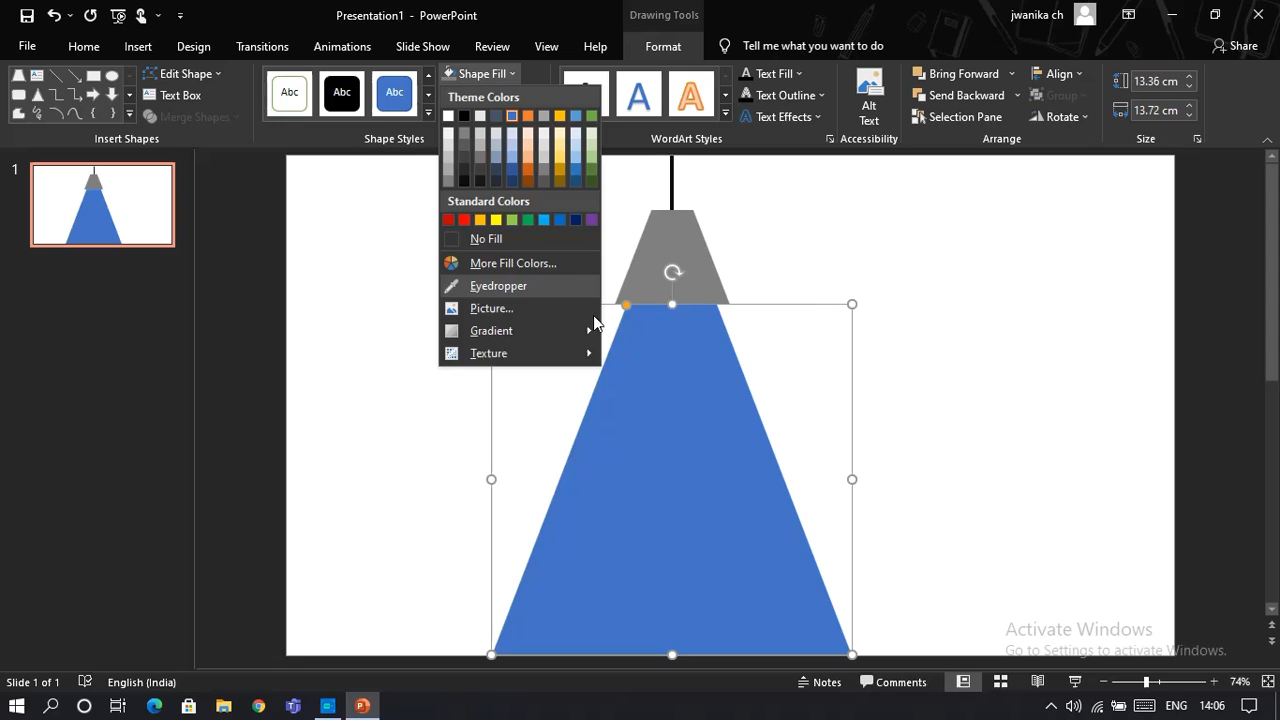 Presentation1 - PowerPoint
Drawing Tools
jwanika ch
File
Home
Insert
Design
Transitions
Animations
Slide Show
Review
View
Help
Format
Tell me what you want to do
Share
Edit Shape
Text Box
Merge Shapes
Insert Shapes
Abc
Abc
Abc
Shape Styles
Shape Fill
A
A
WordArt Styles
Text Fill
Text Outline
Text Effects
Alt
Text
Accessibility
Bring Forward
Send Backward
Selection Pane
Align
Group
Rotate
Arrange
13.36 cm
13.72 cm
Size
Theme Colors
Standard Colors
No Fill
More Fill Colors...
Eyedropper
Picture...
Gradient
Texture
1
Activate Windows
Go to Settings to activate Windows.
Slide 1 of 1
English (India)
Notes
Comments
74%
ENG
14:06